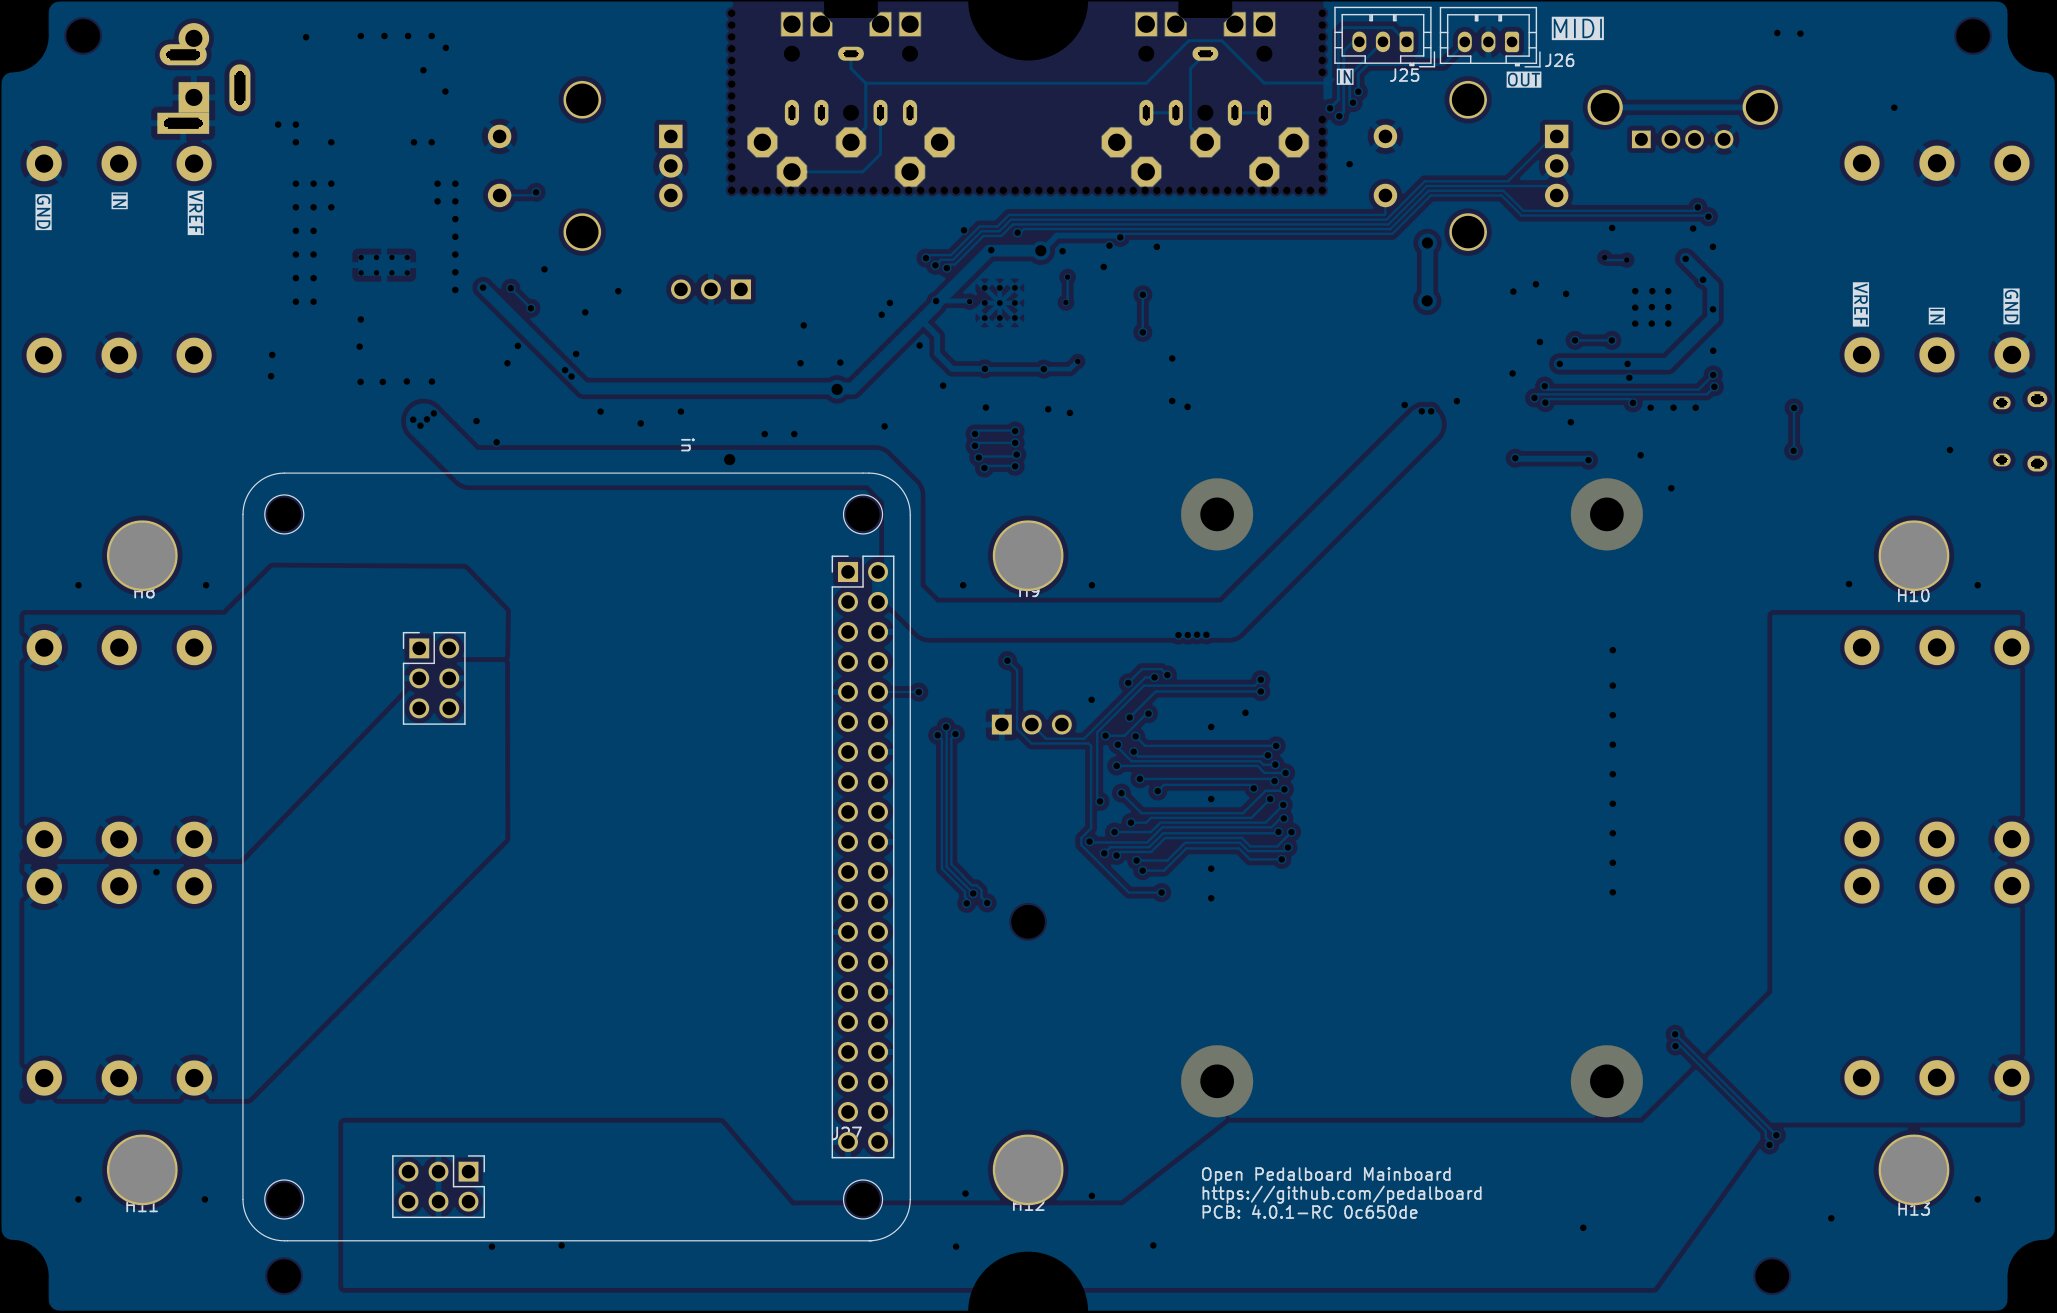 MIDI
J26
J25
IN
OUT
GND
IN
VREF
VREF
IN
GND
in
H8
H9
H10
J27
Open Pedalboard Mainboard
https://github.com/pedalboard
PCB: 4.0.1-RC 0c650de
H11
H12
H13